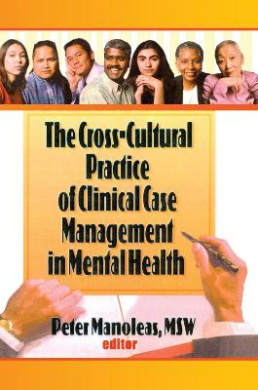 The Cross-Cultural
Practice
of Clinical Case
Management
in Mental Health
Peter Manoleas, MSW
editor